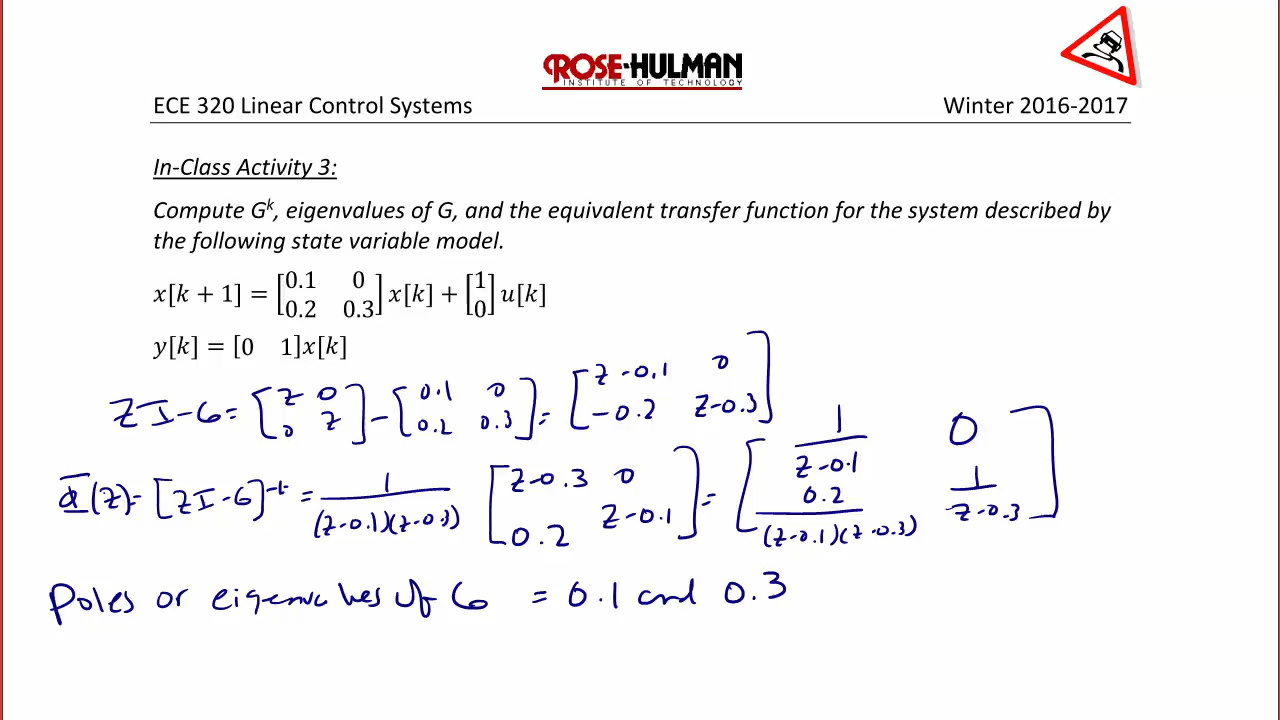 ROSE-HULMAN
INSTITUTE OF TECHNOLOGY
ECE 320 Linear Control Systems Winter 2016-2017
In-Class Activity 3:
Compute Gᵏ, eigenvalues of G, and the equivalent transfer function for the system described by
the following state variable model.
x[k + 1] = [0.1 0; 0.2 0.3] x[k] + [1; 0] u[k]
y[k] = [0 1]x[k]
ZI-G = [z 0; 0 z] - [0.1 0; 0.2 0.3] = [z-0.1 0; -0.2 z-0.3]
Φ(z) = [ZI-G]⁻¹ = 1/((z-0.1)(z-0.3)) [z-0.3 0; 0.2 z-0.1] = [1/(z-0.1) 0; 0.2/((z-0.1)(z-0.3)) 1/(z-0.3)]
Poles or eigenvalues of G = 0.1 and 0.3